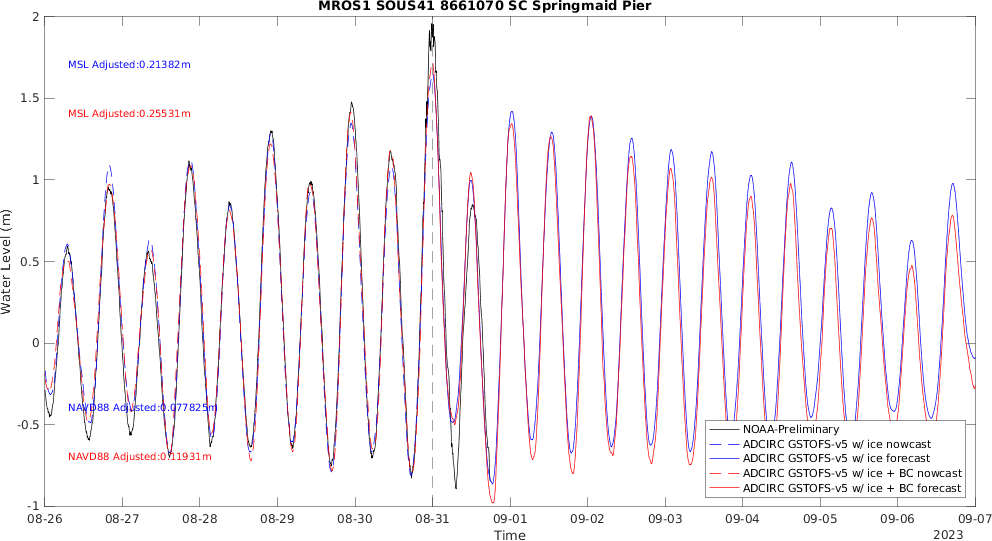 MROS1 SOUS41 8661070 SC Springmaid Pier
2
1.5
1
0.5
0
-0.5
-1
Water Level (m)
MSL Adjusted:0.21382m
MSL Adjusted:0.25531m
NAVD88 Adjusted:0.077825m
NAVD88 Adjusted:0.11931m
NOAA-Preliminary
ADCIRC GSTOFS-v5 w/ ice nowcast
ADCIRC GSTOFS-v5 w/ ice forecast
ADCIRC GSTOFS-v5 w/ ice + BC nowcast
ADCIRC GSTOFS-v5 w/ ice + BC forecast
08-26 08-27 08-28 08-29 08-30 08-31 09-01 09-02 09-03 09-04 09-05 09-06 09-07
Time
2023